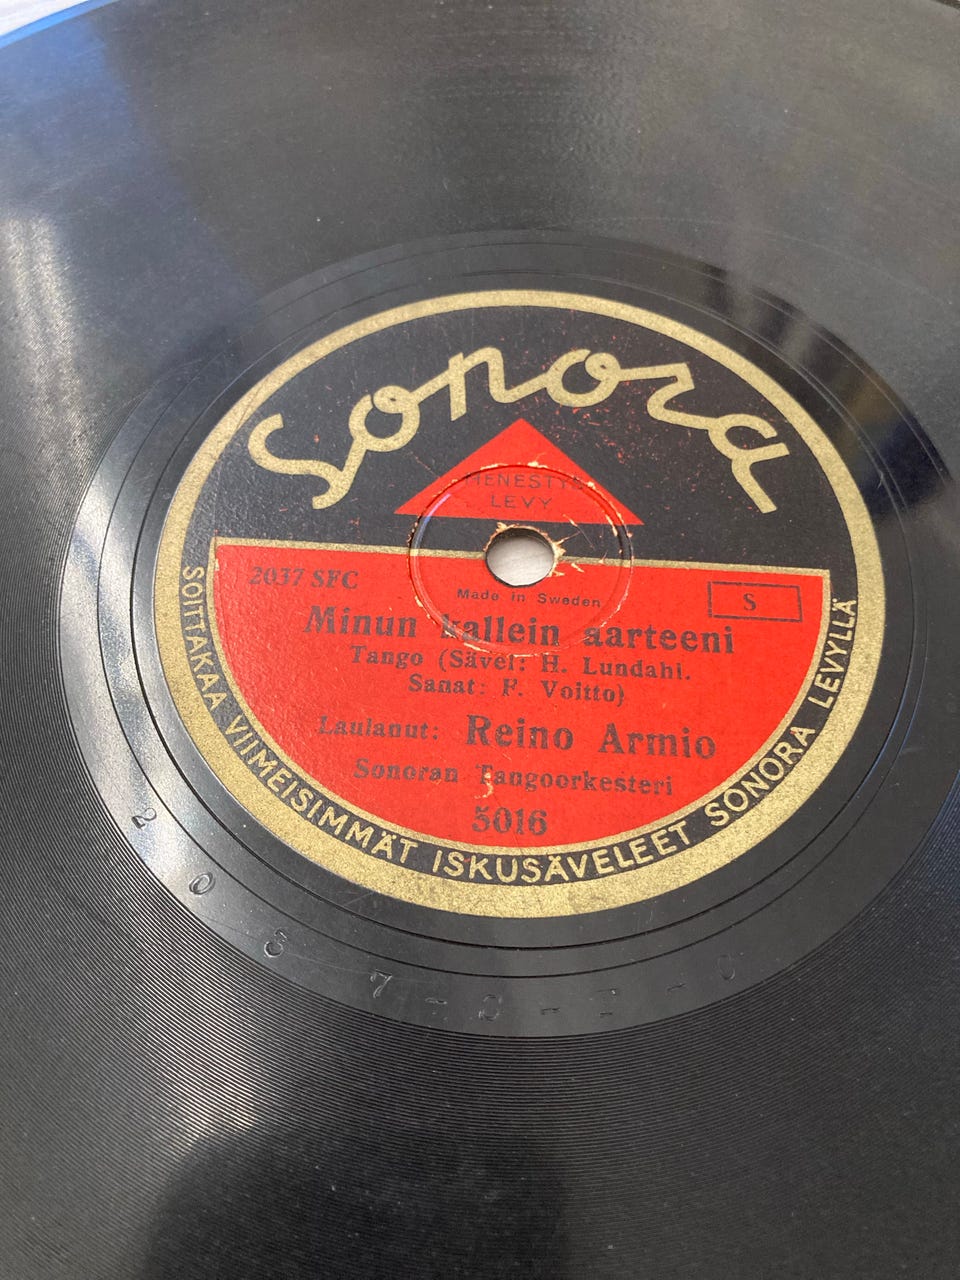 Sonora
MENESTYS
LEVY
2037 SFC
Made in Sweden
S
Minun kallein aarteeni
Tango (Sävel: H. Lundahl.
Sanat: F. Voitto)
Laulanut: Reino Armio
Sonoran Tangoorkesteri
5016
SOITTAKAA VIIMEISIMMÄT ISKUSÄVELEET SONORA LEVYLLÄ